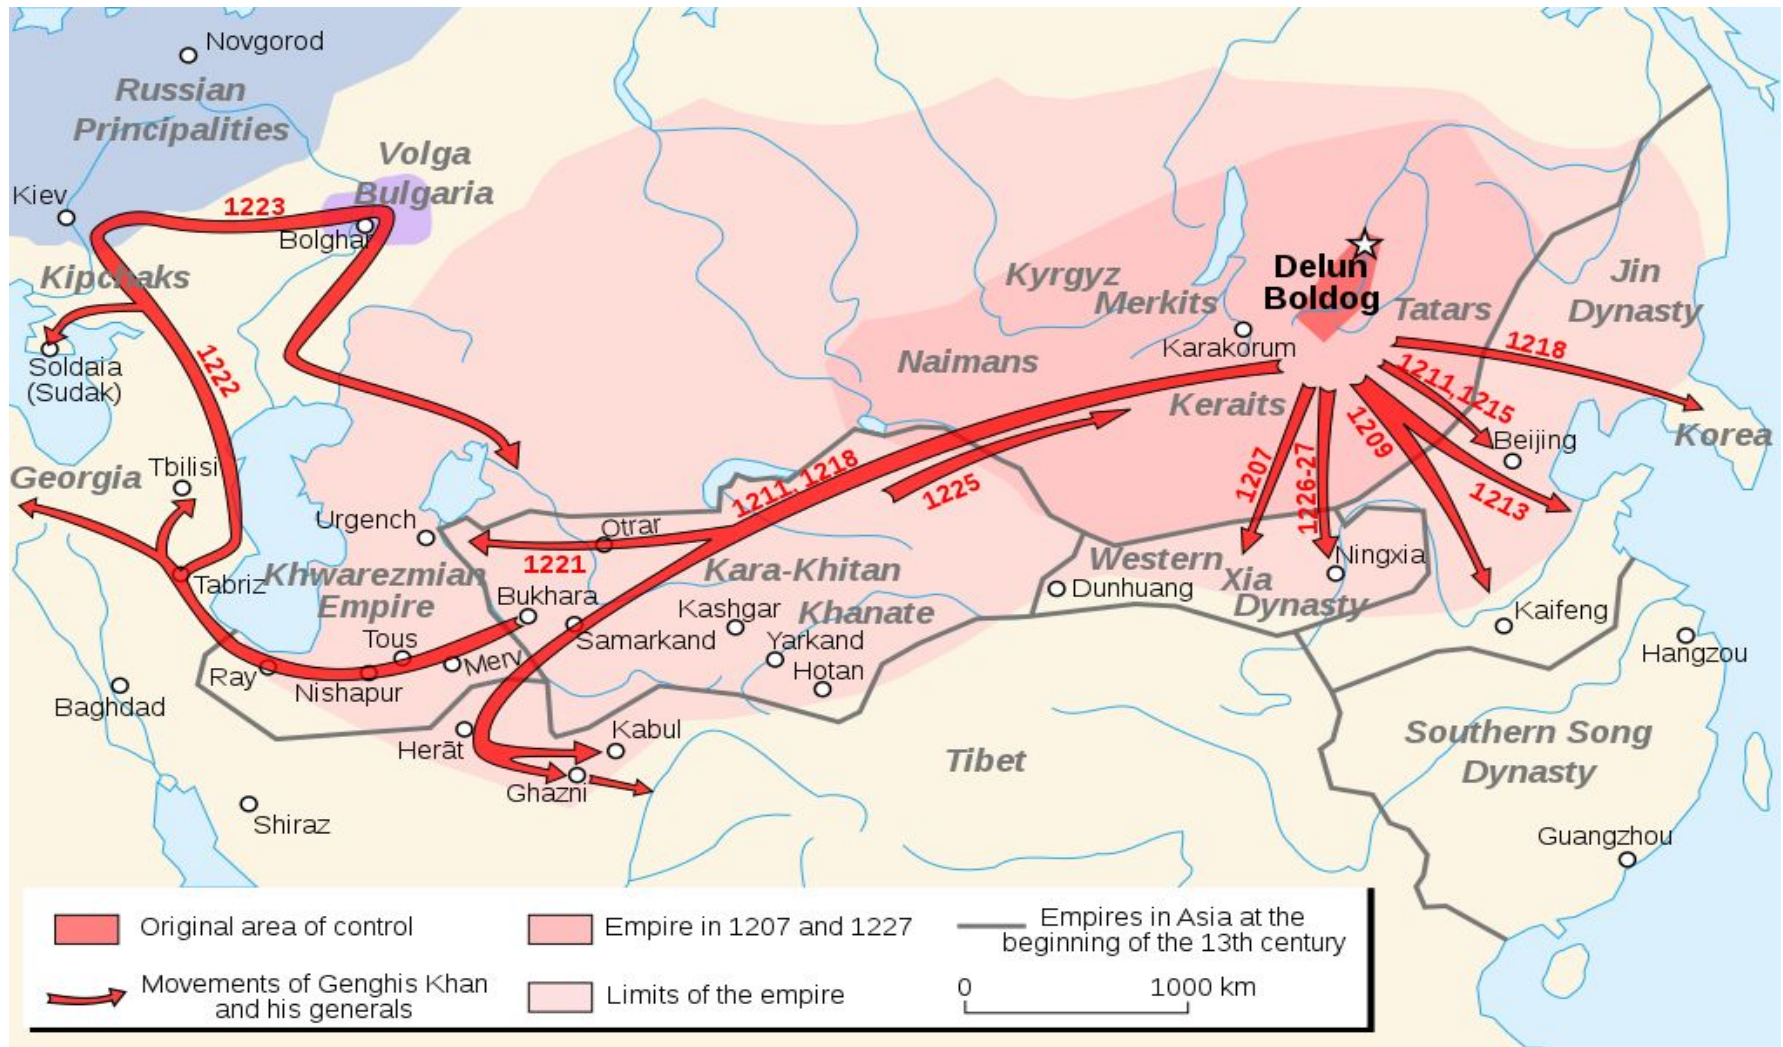 Novgorod
Russian
Principalities
Volga
Bulgaria
Kiev
1223
Bolghar
Kipchaks
Delun
Boldog
Kyrgyz
Merkits
Tatars
Jin
Dynasty
Karakorum
1218
Soldaia
(Sudak)
1222
Naimans
Keraits
1211,1215
1209
Korea
Beijing
Georgia
Tbilisi
1211, 1218
1225
1207
1226-27
1213
Urgench
Otrar
1221
Western
Xia
Dynasty
Ningxia
Tabriz
Khwarezmian
Empire
Kara-Khitan
Khanate
Dunhuang
Bukhara
Kashgar
Kaifeng
Samarkand
Yarkand
Hotan
Tous
Merv
Hangzou
Ray
Nishapur
Baghdad
Herāt
Kabul
Ghazni
Tibet
Southern Song
Dynasty
Shiraz
Guangzhou
Original area of control
Empire in 1207 and 1227
Empires in Asia at the
beginning of the 13th century
Movements of Genghis Khan
and his generals
Limits of the empire
0 1000 km